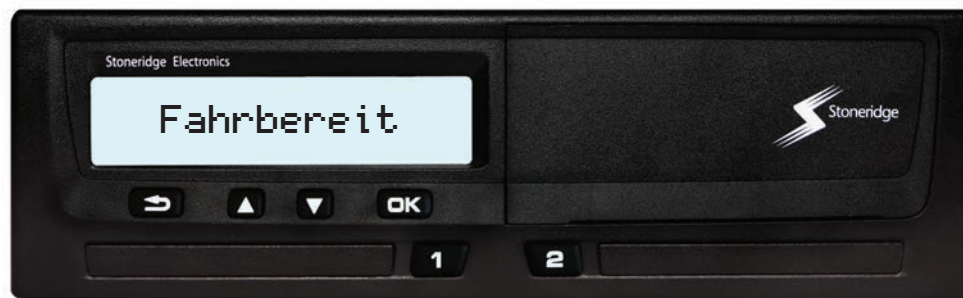 Stoneridge Electronics
Fahrbereit
Stoneridge
OK
1 2